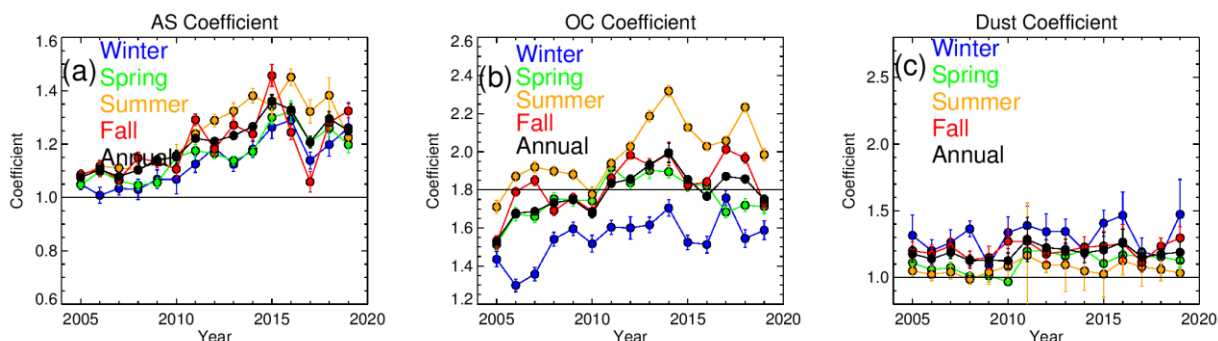 AS Coefficient
1.6
1.4
1.2
1.0
0.8
0.6
Coefficient
(a)
Winter
Spring
Summer
Fall
Annual
2005
2010
2015
2020
Year
OC Coefficient
2.6
2.4
2.2
2.0
1.8
1.6
1.4
1.2
Coefficient
(b)
Winter
Spring
Summer
Fall
Annual
2005
2010
2015
2020
Year
Dust Coefficient
2.5
2.0
1.5
1.0
Coefficient
(c)
Winter
Spring
Summer
Fall
Annual
2005
2010
2015
2020
Year